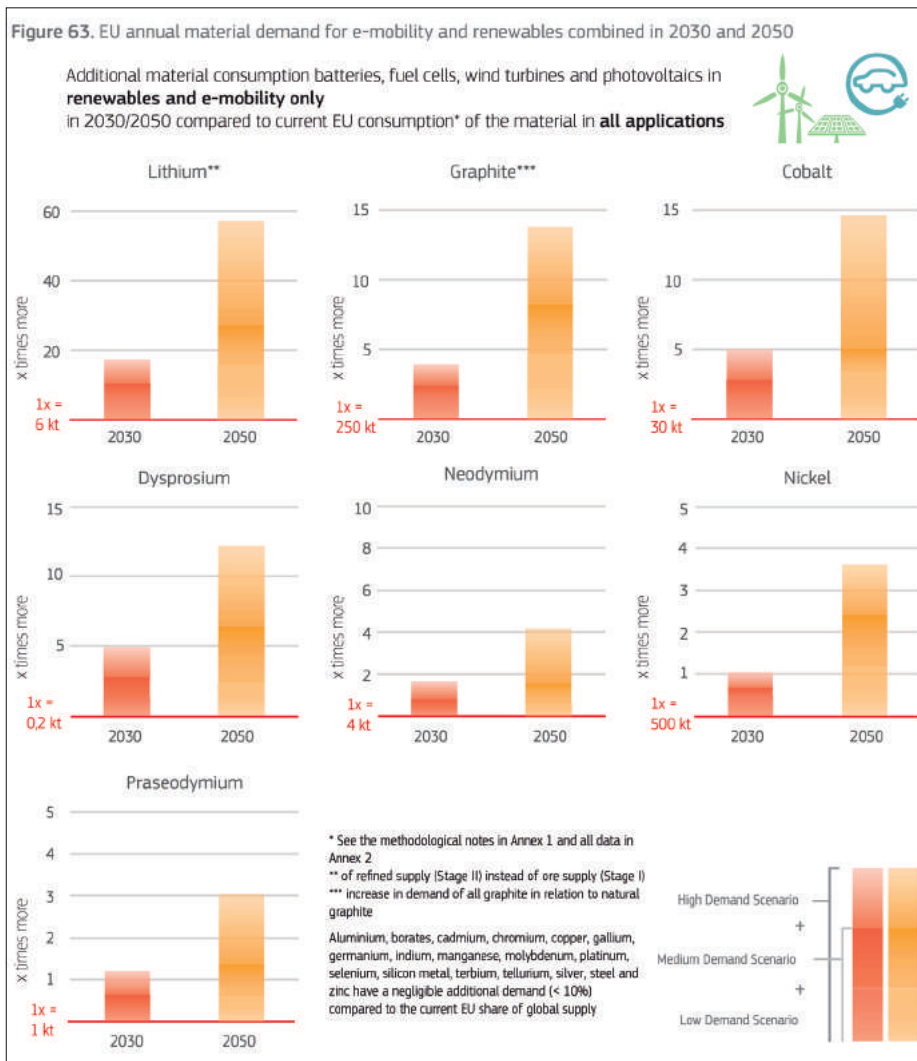 Figure 63. EU annual material demand for e-mobility and renewables combined in 2030 and 2050
Additional material consumption batteries, fuel cells, wind turbines and photovoltaics in
renewables and e-mobility only
in 2030/2050 compared to current EU consumption* of the material in all applications
Lithium**
60
40
20
x times more
1x =
6 kt
2030
2050
Graphite***
15
10
5
x times more
1x =
250 kt
2030
2050
Cobalt
15
10
5
x times more
1x =
30 kt
2030
2050
Dysprosium
15
10
5
x times more
1x =
0,2 kt
2030
2050
Neodymium
10
8
6
4
2
x times more
1x =
4 kt
2030
2050
Nickel
5
4
3
2
1
x times more
1x =
500 kt
2030
2050
Praseodymium
5
4
3
2
1
x times more
1x =
1 kt
2030
2050
* See the methodological notes in Annex 1 and all data in
Annex 2
** of refined supply (Stage II) instead of ore supply (Stage I)
*** increase in demand of all graphite in relation to natural
graphite
Aluminium, borates, cadmium, chromium, copper, gallium,
germanium, indium, manganese, molybdenum, platinum,
selenium, silicon metal, terbium, tellurium, silver, steel and
zinc have a negligible additional demand (< 10%)
compared to the current EU share of global supply
High Demand Scenario
+
Medium Demand Scenario
+
Low Demand Scenario